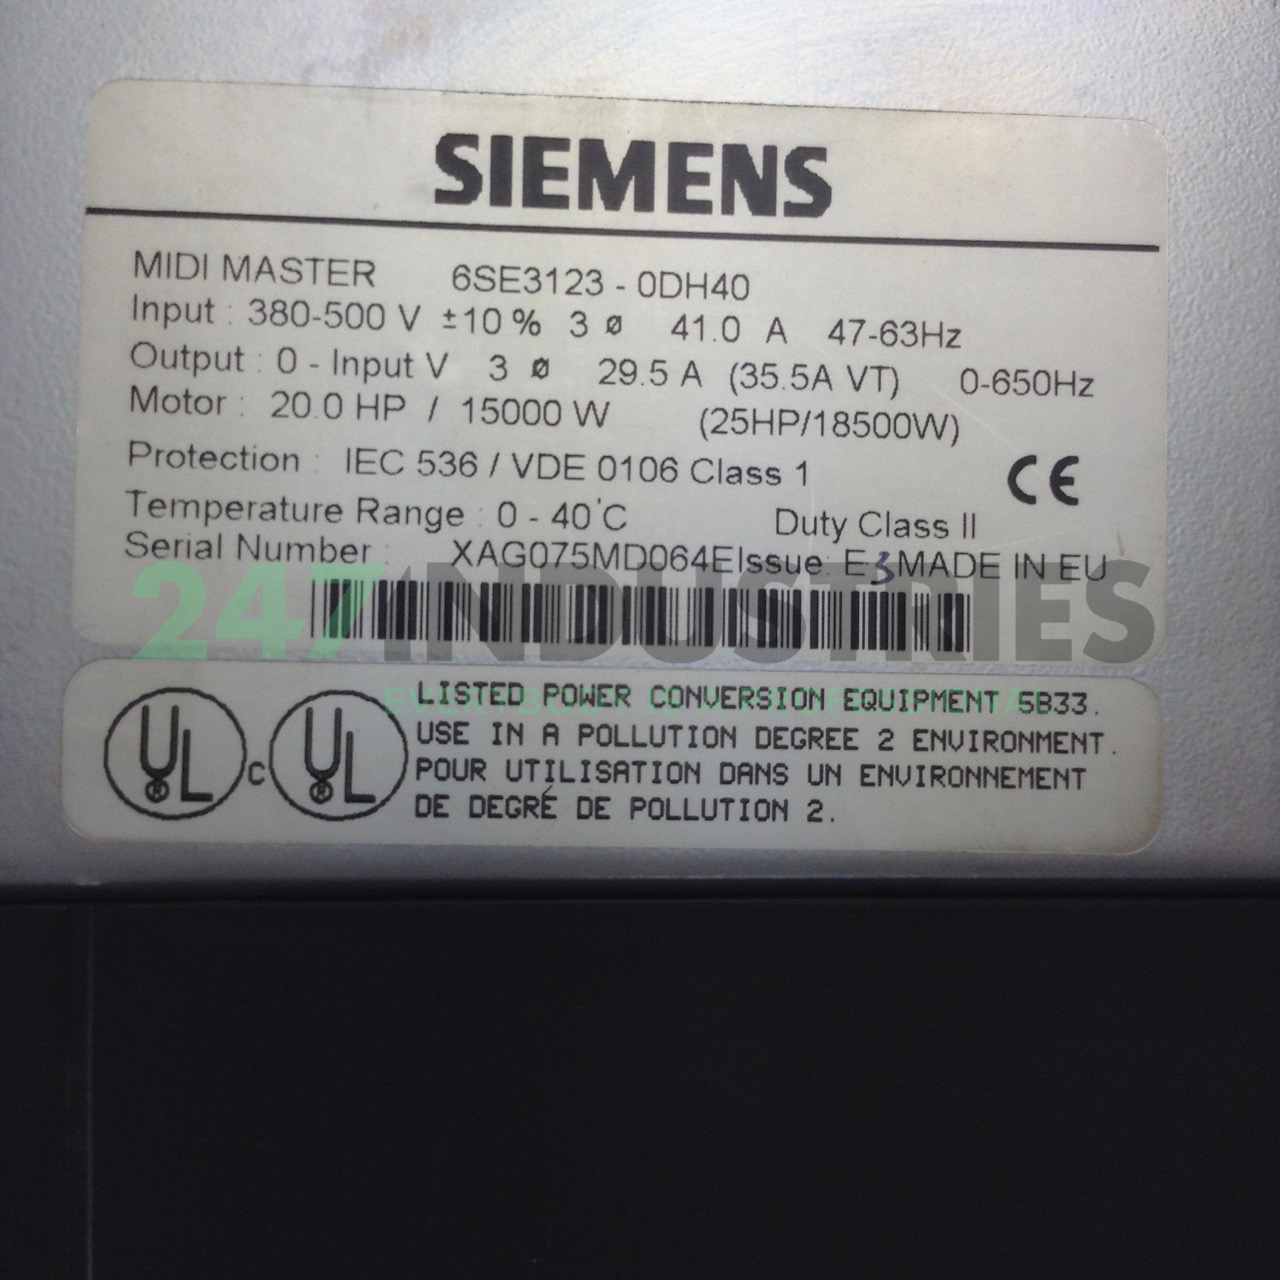 SIEMENS
MIDI MASTER 6SE3123 - 0DH40
Input : 380-500 V ±10 % 3 ø 41.0 A 47-63Hz
Output : 0 - Input V 3 ø 29.5 A (35.5A VT) 0-650Hz
Motor : 20.0 HP / 15000 W (25HP/18500W)
Protection : IEC 536 / VDE 0106 Class 1
CE
Temperature Range : 0 - 40°C Duty Class II
Serial Number : XAG075MD064EIssue: E3MADE IN EU
247INDUSTRIES
UL c UL
LISTED POWER CONVERSION EQUIPMENT 5B33.
USE IN A POLLUTION DEGREE 2 ENVIRONMENT.
POUR UTILISATION DANS UN ENVIRONNEMENT
DE DEGRÉ DE POLLUTION 2.